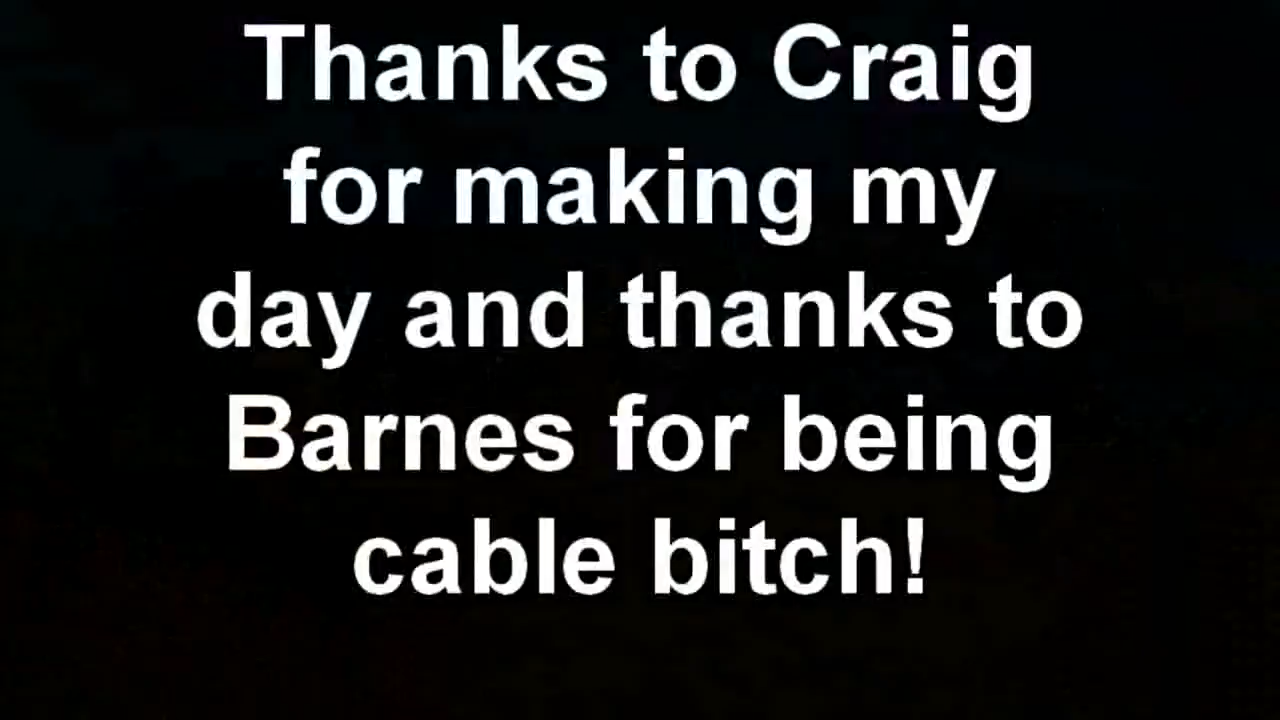 Thanks to Craig
for making my
day and thanks to
Barnes for being
cable bitch!